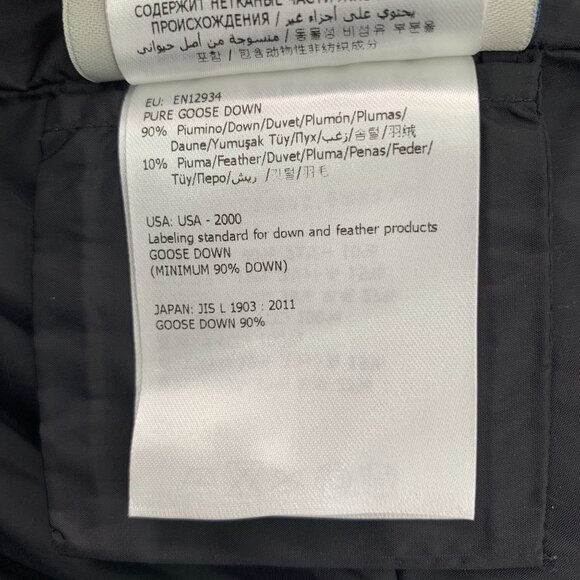 СОДЕРЖИТ НЕТКАНЫЕ
ПРОИСХОЖДЕНИЯ / يحتوي على أجزاء غير
منسوجة من أصل حيواني / 동물성 비섬유 부분을
포함 / 包含动物性非纺织成分
EU: EN12934
PURE GOOSE DOWN
90% Piumino/Down/Duvet/Plumón/Plumas/
Daune/Yumuşak Tüy/Пух/زغب/솜털/羽绒
10% Piuma/Feather/Duvet/Pluma/Penas/Feder/
Tüy/Перо/ريش/깃털/羽毛
USA: USA - 2000
Labeling standard for down and feather products
GOOSE DOWN
(MINIMUM 90% DOWN)
JAPAN: JIS L 1903 : 2011
GOOSE DOWN 90%